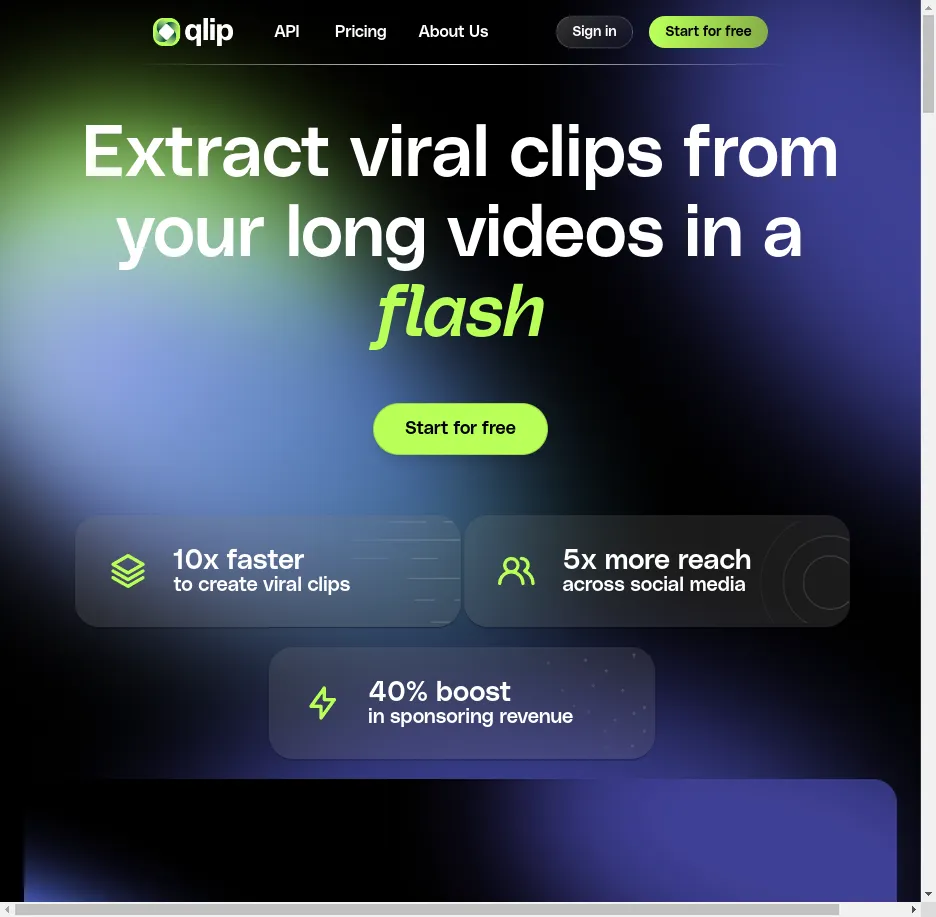 qlip
API
Pricing
About Us
Sign in
Start for free
Extract viral clips from
your long videos in a
flash
Start for free
10x faster
to create viral clips
5x more reach
across social media
40% boost
in sponsoring revenue